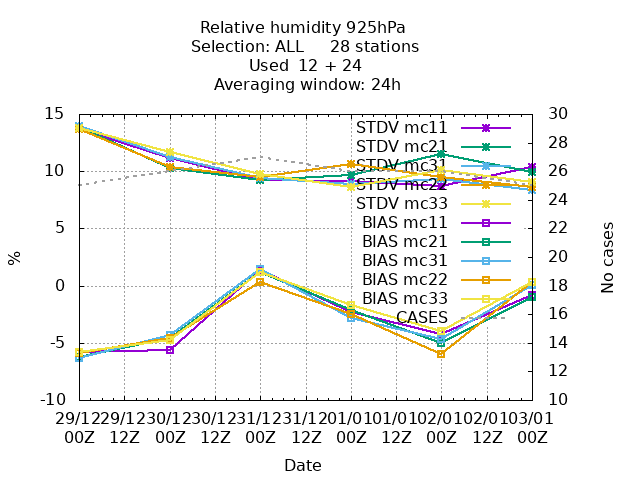 Relative humidity 925hPa
Selection: ALL 28 stations
Used 12 + 24
Averaging window: 24h
15
10
5
0
-5
-10
%
30
28
26
24
22
20
18
16
14
12
10
No cases
STDV mc11
STDV mc21
STDV mc31
STDV mc22
STDV mc33
BIAS mc11
BIAS mc21
BIAS mc31
BIAS mc22
BIAS mc33
CASES
29/12 29/12 30/12 30/12 31/12 31/12 01/01 01/01 02/01 02/01 03/01
00Z 12Z 00Z 12Z 00Z 12Z 00Z 12Z 00Z 12Z 00Z
Date